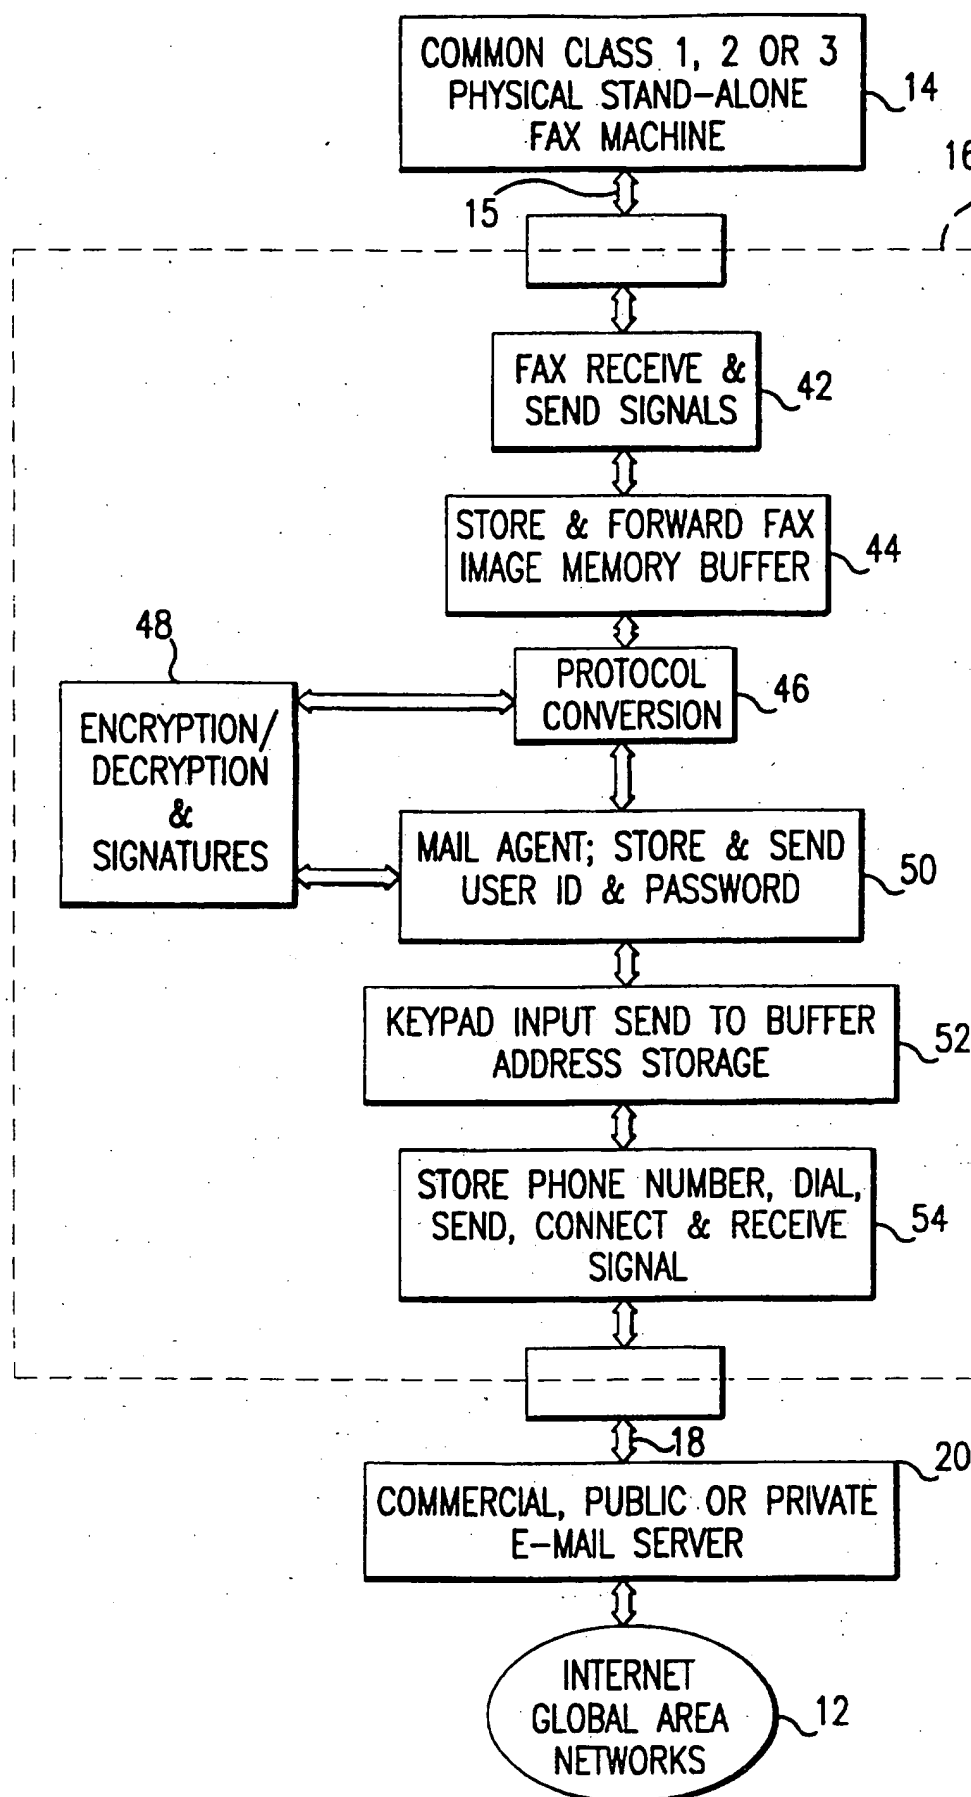 COMMON CLASS 1, 2 OR 3
PHYSICAL STAND-ALONE
FAX MACHINE
14
16
15
FAX RECEIVE &
SEND SIGNALS
42
STORE & FORWARD FAX
IMAGE MEMORY BUFFER
44
48
PROTOCOL
CONVERSION
46
ENCRYPTION/
DECRYPTION
&
SIGNATURES
MAIL AGENT; STORE & SEND
USER ID & PASSWORD
50
KEYPAD INPUT SEND TO BUFFER
ADDRESS STORAGE
52
STORE PHONE NUMBER, DIAL,
SEND, CONNECT & RECEIVE
SIGNAL
54
18
20
COMMERCIAL, PUBLIC OR PRIVATE
E-MAIL SERVER
INTERNET
GLOBAL AREA
NETWORKS
12